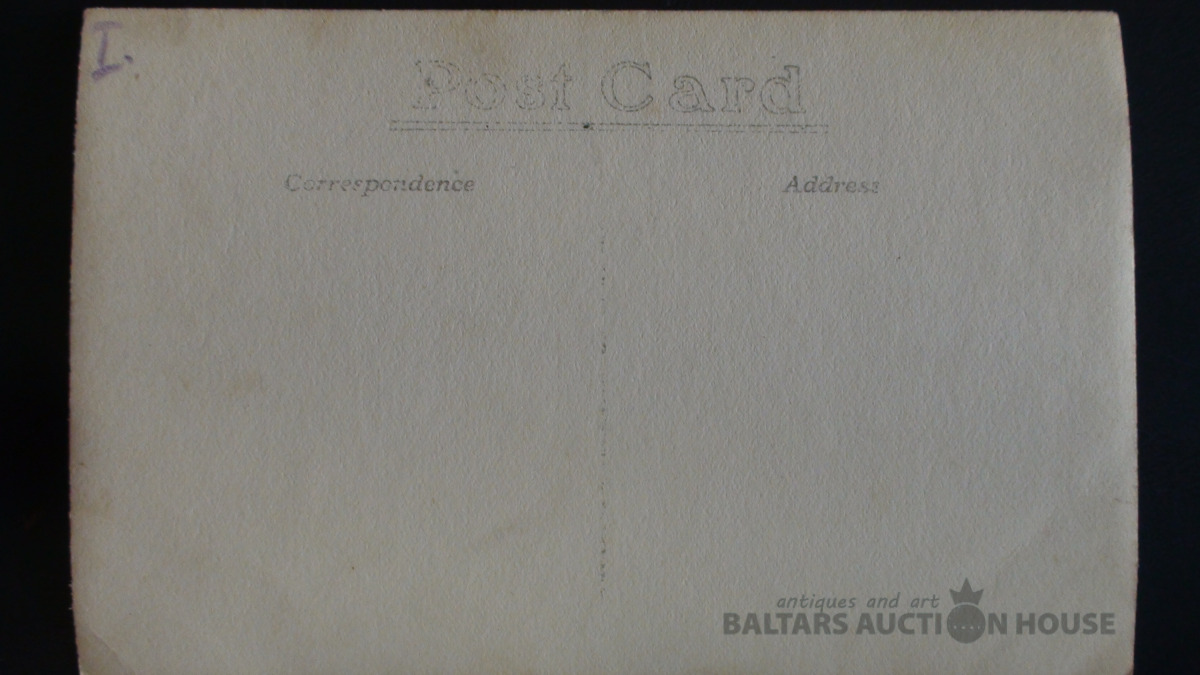 I.
Post Card
Correspondence
Address
antiques and art
BALTARS AUCTION HOUSE